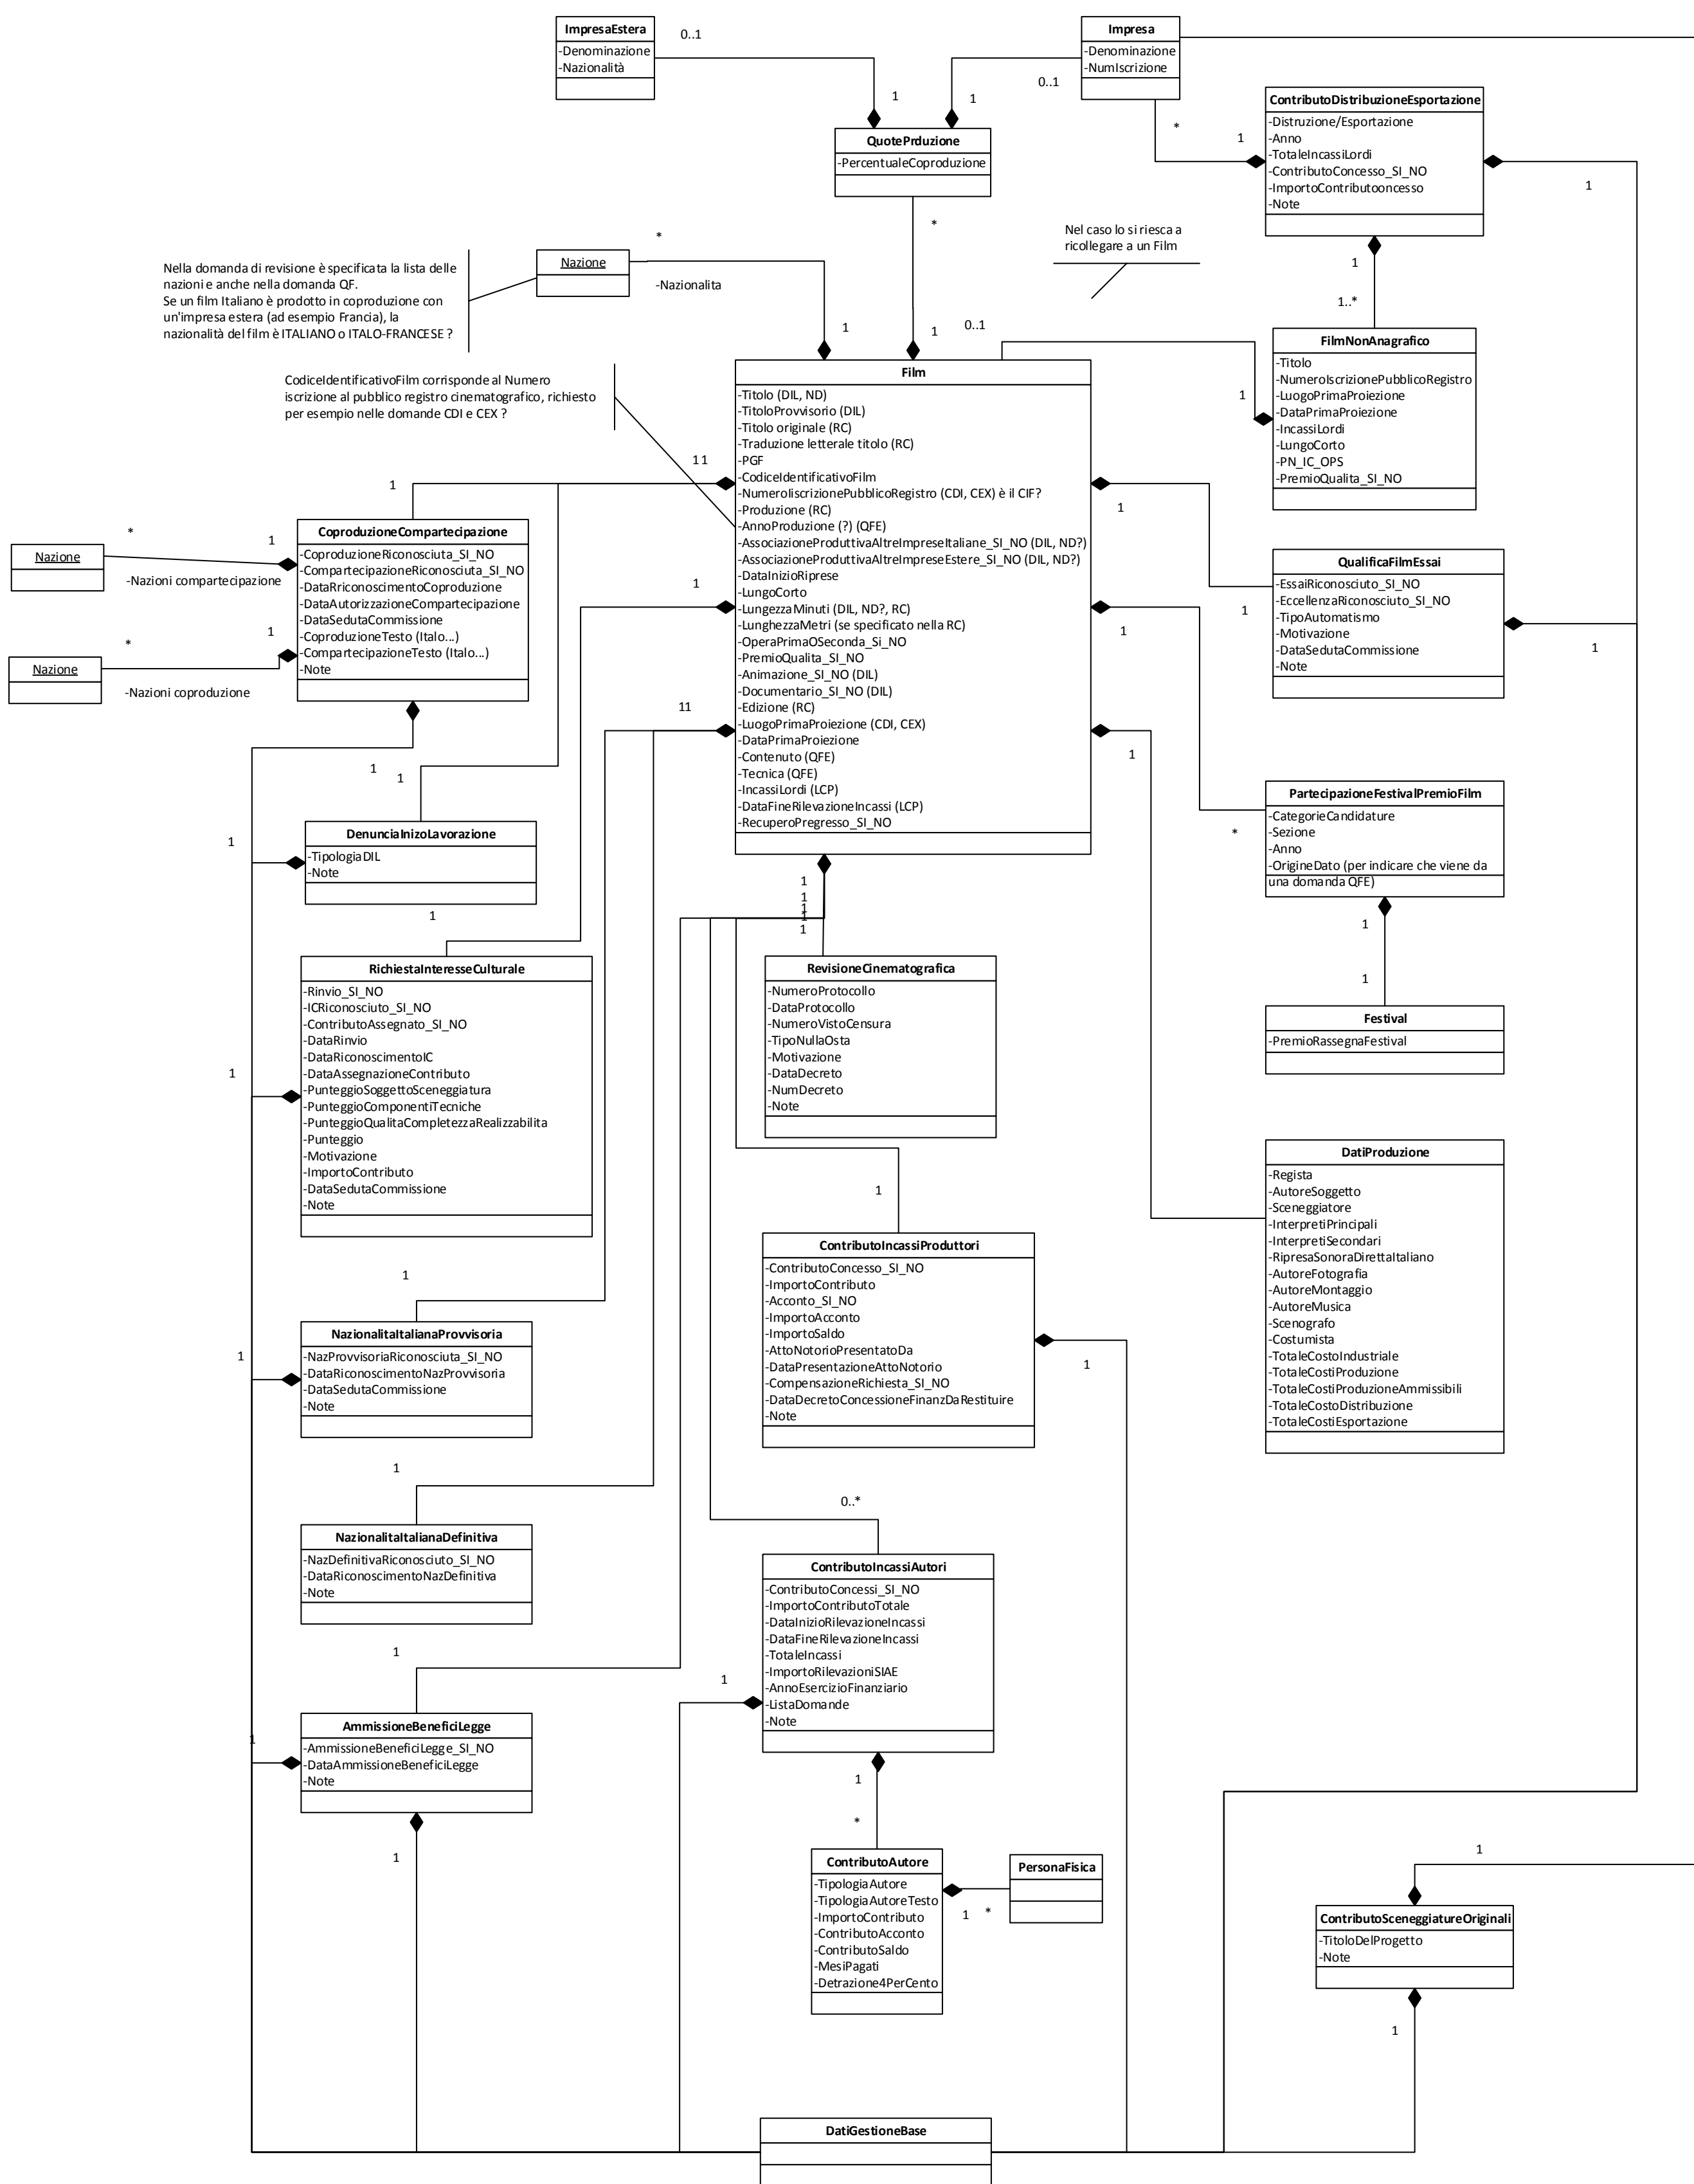 ImpresaEstera
-Denominazione
-Nazionalità
0..1
Impresa
-Denominazione
-NumIscrizione
0..1
1
1
*
QuotePrduzione
-PercentualeCoproduzione
*
ContributoDistribuzioneEsportazione
-Distruzione/Esportazione
-Anno
-TotaleIncassiLordi
-ContributoConcesso_SI_NO
-ImportoContributooncesso
-Note
1
1
1
1..*
Nel caso lo si riesca a
ricollegare a un Film
Nella domanda di revisione è specificata la lista delle
nazioni e anche nella domanda QF.
Se un film Italiano è prodotto in coproduzione con
un'impresa estera (ad esempio Francia), la
nazionalità del film è ITALIANO o ITALO-FRANCESE ?
Nazione
*
-Nazionalita
1
1
0..1
FilmNonAnagrafico
-Titolo
-NumeroIscrizionePubblicoRegistro
-LuogoPrimaProiezione
-DataPrimaProiezione
-IncassiLordi
-LungoCorto
-PN_IC_OPS
-PremioQualita_SI_NO
1
CodiceIdentificativoFilm corrisponde al Numero
iscrizione al pubblico registro cinematografico, richiesto
per esempio nelle domande CDI e CEX ?
Film
-Titolo (DIL, ND)
-TitoloProvvisorio (DIL)
-Titolo originale (RC)
-Traduzione letterale titolo (RC)
-PGF
-CodiceIdentificativoFilm
-NumeroIiscrizionePubblicoRegistro (CDI, CEX) è il CIF?
-Produzione (RC)
-AnnoProduzione (?) (QFE)
-AssociazioneProduttivaAltreImpreseItaliane_SI_NO (DIL, ND?)
-AssociazioneProduttivaAltreImpreseEstere_SI_NO (DIL, ND?)
-DataInizioRiprese
-LungoCorto
-LungezzaMinuti (DIL, ND?, RC)
-LunghezzaMetri (se specificato nella RC)
-OperaPrimaOSeconda_Si_NO
-PremioQualita_SI_NO
-Animazione_SI_NO (DIL)
-Documentario_SI_NO (DIL)
-Edizione (RC)
-LuogoPrimaProiezione (CDI, CEX)
-DataPrimaProiezione
-Contenuto (QFE)
-Tecnica (QFE)
-IncassiLordi (LCP)
-DataFineRilevazioneIncassi (LCP)
-RecuperoPregresso_SI_NO
11
1
11
1
1
1
1
1
1
1
1
CoproduzioneCompartecipazione
-CoproduzioneRiconosciuta_SI_NO
-CompartecipazioneRiconosciuta_SI_NO
-DataRriconoscimentoCoproduzione
-DataAutorizzazioneCompartecipazione
-DataSedutaCommissione
-CoproduzioneTesto (Italo...)
-CompartecipazioneTesto (Italo...)
-Note
1
1
1
1
Nazione
*
-Nazioni compartecipazione
Nazione
*
-Nazioni coproduzione
QualificaFilmEssai
-EssaiRiconosciuto_SI_NO
-EccellenzaRiconosciuto_SI_NO
-TipoAutomatismo
-Motivazione
-DataSedutaCommissione
-Note
1
1
PartecipazioneFestivalPremioFilm
-CategorieCandidature
-Sezione
-Anno
-OrigineDato (per indicare che viene da
una domanda QFE)
*
1
1
Festival
-PremioRassegnaFestival
DenunciaInizoLavorazione
-TipologiaDIL
-Note
1
1
1
RichiestaInteresseCulturale
-Rinvio_SI_NO
-ICRiconosciuto_SI_NO
-ContributoAssegnato_SI_NO
-DataRinvio
-DataRiconoscimentoIC
-DataAssegnazioneContributo
-PunteggioSoggettoSceneggiatura
-PunteggioComponentiTecniche
-PunteggioQualitaCompletezzaRealizzabilita
-Punteggio
-Motivazione
-ImportoContributo
-DataSedutaCommissione
-Note
1
RevisioneCinematografica
-NumeroProtocollo
-DataProtocollo
-NumeroVistoCensura
-TipoNullaOsta
-Motivazione
-DataDecreto
-NumDecreto
-Note
1
DatiProduzione
-Regista
-AutoreSoggetto
-Sceneggiatore
-InterpretiPrincipali
-InterpretiSecondari
-RipresaSonoraDirettaItaliano
-AutoreFotografia
-AutoreMontaggio
-AutoreMusica
-Scenografo
-Costumista
-TotaleCostoIndustriale
-TotaleCostiProduzione
-TotaleCostiProduzioneAmmissibili
-TotaleCostoDistribuzione
-TotaleCostiEsportazione
ContributoIncassiProduttori
-ContributoConcesso_SI_NO
-ImportoContributo
-Acconto_SI_NO
-ImportoAcconto
-ImportoSaldo
-AttoNotorioPresentatoDa
-DataPresentazioneAttoNotorio
-CompensazioneRichiesta_SI_NO
-DataDecretoConcessioneFinanzDaRestituire
-Note
1
1
NazionalitaItalianaProvvisoria
-NazProvvisoriaRiconosciuta_SI_NO
-DataRiconoscimentoNazProvvisoria
-DataSedutaCommissione
-Note
1
1
NazionalitaItalianaDefinitiva
-NazDefinitivaRiconosciuto_SI_NO
-DataRiconoscimentoNazDefinitiva
-Note
0..*
ContributoIncassiAutori
-ContributoConcessi_SI_NO
-ImportoContributoTotale
-DataInizioRilevazioneIncassi
-DataFineRilevazioneIncassi
-TotaleIncassi
-ImportoRilevazioniSIAE
-AnnoEsercizioFinanziario
-ListaDomande
-Note
1
1
*
1
AmmissioneBeneficiLegge
-AmmissioneBeneficiLegge_SI_NO
-DataAmmissioneBeneficiLegge
-Note
1
1
ContributoAutore
-TipologiaAutore
-TipologiaAutoreTesto
-ImportoContributo
-ContributoAcconto
-ContributoSaldo
-MesiPagati
-Detrazione4PerCento
1
*
PersonaFisica
1
ContributoSceneggiatureOriginali
-TitoloDelProgetto
-Note
1
DatiGestioneBase